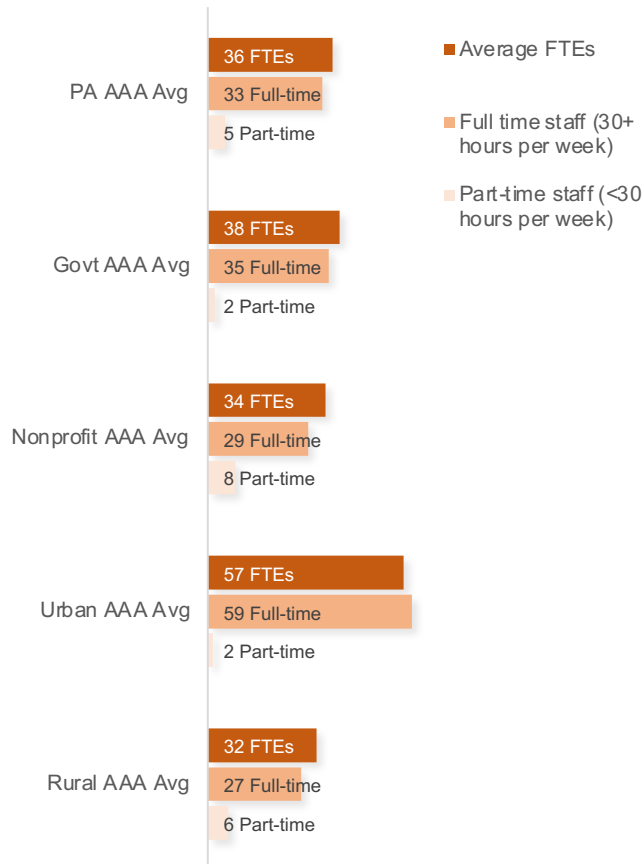 36 FTEs
PA AAA Avg
33 Full-time
5 Part-time
38 FTEs
Govt AAA Avg
35 Full-time
2 Part-time
34 FTEs
Nonprofit AAA Avg
29 Full-time
8 Part-time
57 FTEs
Urban AAA Avg
59 Full-time
2 Part-time
32 FTEs
Rural AAA Avg
27 Full-time
6 Part-time
Average FTEs
Full time staff (30+
hours per week)
Part-time staff (<30
hours per week)